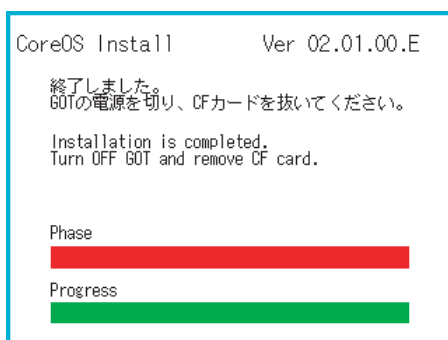 CoreOS Install Ver 02.01.00.E
終了しました。
GOTの電源を切り、CFカードを抜いてください。
Installation is completed.
Turn OFF GOT and remove CF card.
Phase
Progress